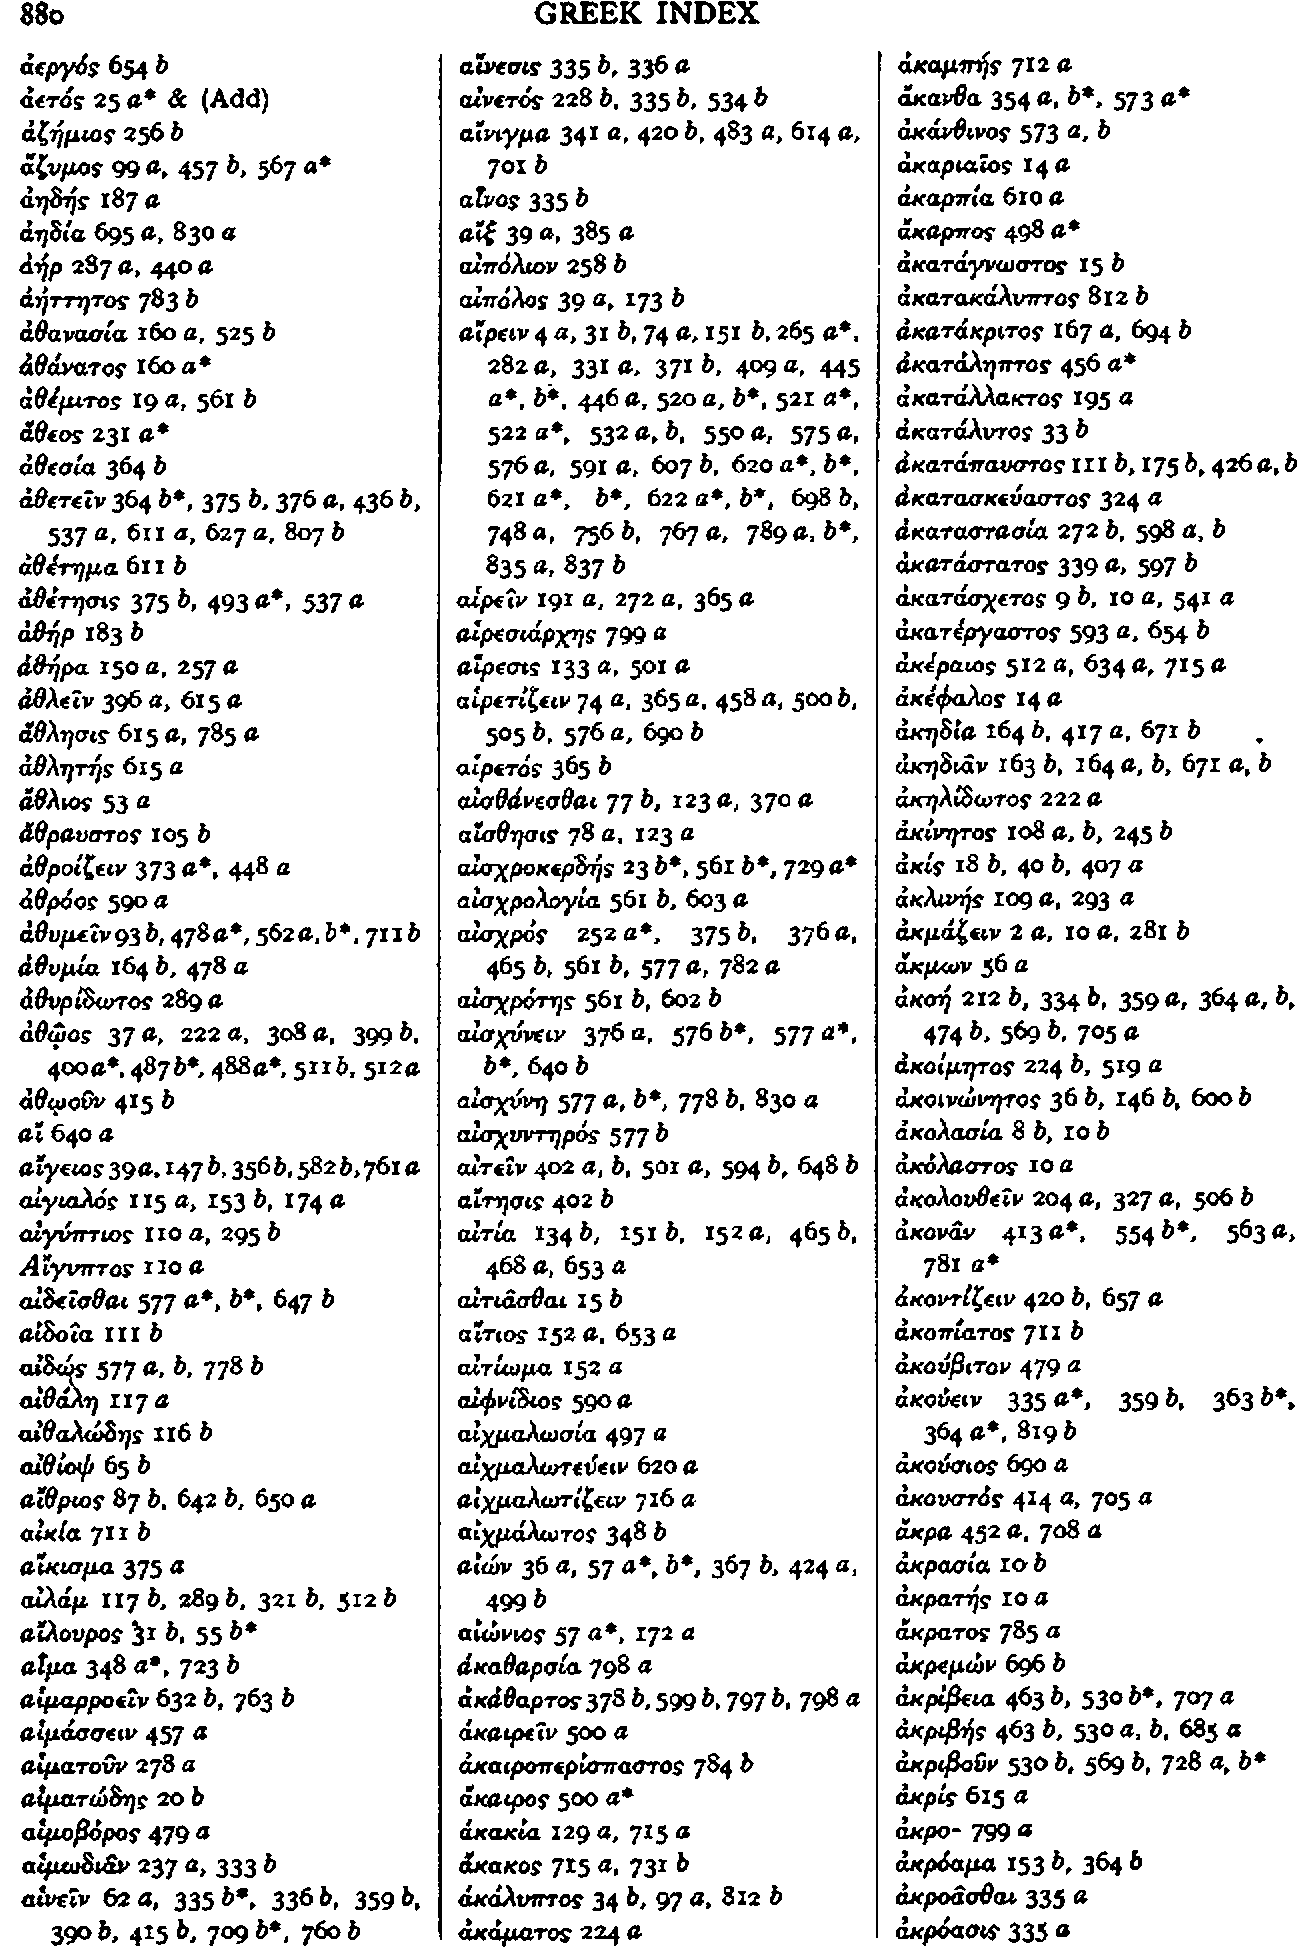 880
GREEK INDEX
ἀεργός 654 b
ἀετός 25 a* & (Add)
ἀζήμιος 256 b
ἄζυμος 99 a, 457 b, 567 a*
ἀηδής 187 a
ἀηδία 695 a, 830 a
ἀήρ 287 a, 440 a
ἀήττητος 783 b
ἀθανασία 160 a, 525 b
ἀθάνατος 160 a*
ἀθέμιτος 19 a, 561 b
ἄθεος 231 a*
ἀθεσία 364 b
ἀθετεῖν 364 b*, 375 b, 376 a, 436 b,
537 a, 611 a, 627 a, 807 b
ἀθέτημα 611 b
ἀθέτησις 375 b, 493 a*, 537 a
ἀθήρ 183 b
ἀθήρα 150 a, 257 a
ἀθλεῖν 396 a, 615 a
ἄθλησις 615 a, 785 a
ἀθλητής 615 a
ἄθλιος 53 a
ἄθραυστος 105 b
ἀθροίζειν 373 a*, 448 a
ἀθρόος 590 a
ἀθυμεῖν 93 b, 478 a*, 562 a, b*, 711 b
ἀθυμία 164 b, 478 a
ἀθυρίδωτος 289 a
ἀθῷος 37 a, 222 a, 308 a, 399 b,
400 a*, 487 b*, 488 a*, 511 b, 512 a
ἀθῳοῦν 415 b
αἴ 640 a
αἴγειος 39 a, 147 b, 356 b, 582 b, 761 a
αἰγιαλός 115 a, 153 b, 174 a
αἰγύπτιος 110 a, 295 b
Αἴγυπτος 110 a
αἰδεῖσθαι 577 a*, b*, 647 b
αἰδοῖα 111 b
αἰδώς 577 a, b, 778 b
αἰθάλη 117 a
αἰθαλώδης 116 b
αἰθίοψ 65 b
αἴθριος 87 b, 642 b, 650 a
αἰκία 711 b
αἴκισμα 375 a
αἰλάμ 117 b, 289 b, 321 b, 512 b
αἴλουρος 31 b, 55 b*
αἷμα 348 a*, 723 b
αἱμαρροεῖν 632 b, 763 b
αἱμάσσειν 457 a
αἱματοῦν 278 a
αἱματώδης 20 b
αἱμοβόρος 479 a
αἱμωδιᾶν 237 a, 333 b
αἰνεῖν 62 a, 335 b*, 336 b, 359 b,
390 b, 415 b, 709 b*, 760 b
αἴνεσις 335 b, 336 a
αἰνετός 228 b, 335 b, 534 b
αἴνιγμα 341 a, 420 b, 483 a, 614 a,
701 b
αἶνος 335 b
αἴξ 39 a, 385 a
αἰπόλιον 258 b
αἰπόλος 39 a, 173 b
αἴρειν 4 a, 31 b, 74 a, 151 b, 265 a*,
282 a, 331 a, 371 b, 409 a, 445
a*, b*, 446 a, 520 a, b*, 521 a*,
522 a*, 532 a, b, 550 a, 575 a,
576 a, 591 a, 607 b, 620 a*, b*,
621 a*, b*, 622 a*, b*, 698 b,
748 a, 756 b, 767 a, 789 a, b*,
835 a, 837 b
αἱρεῖν 191 a, 272 a, 365 a
αἱρεσιάρχης 799 a
αἵρεσις 133 a, 501 a
αἱρετίζειν 74 a, 365 a, 458 a, 500 b,
505 b, 576 a, 690 b
αἱρετός 365 b
αἰσθάνεσθαι 77 b, 123 a, 370 a
αἴσθησις 78 a, 123 a
αἰσχροκερδής 23 b*, 561 b*, 729 a*
αἰσχρολογία 561 b, 603 a
αἰσχρός 252 a*, 375 b, 376 a,
465 b, 561 b, 577 a, 782 a
αἰσχρότης 561 b, 602 b
αἰσχύνειν 376 a, 576 b*, 577 a*,
b*, 640 b
αἰσχύνη 577 a, b*, 778 b, 830 a
αἰσχυντηρός 577 b
αἰτεῖν 402 a, b, 501 a, 594 b, 648 b
αἴτησις 402 b
αἰτία 134 b, 151 b, 152 a, 465 b,
468 a, 653 a
αἰτιᾶσθαι 15 b
αἴτιος 152 a, 653 a
αἰτίωμα 152 a
αἰφνίδιος 590 a
αἰχμαλωσία 497 a
αἰχμαλωτεύειν 620 a
αἰχμαλωτίζειν 716 a
αἰχμάλωτος 348 b
αἰών 36 a, 57 a*, b*, 367 b, 424 a,
499 b
αἰώνιος 57 a*, 172 a
ἀκαθαρσία 798 a
ἀκάθαρτος 378 b, 599 b, 797 b, 798 a
ἀκαιρεῖν 500 a
ἀκαιροπερίσπαστος 784 b
ἄκαιρος 500 a*
ἀκακία 129 a, 715 a
ἄκακος 715 a, 731 b
ἀκάλυπτος 34 b, 97 a, 812 b
ἀκάματος 224 a
ἀκαμπής 712 a
ἄκανθα 354 a, b*, 573 a*
ἀκάνθινος 573 a, b
ἀκαριαῖος 14 a
ἀκαρπία 610 a
ἄκαρπος 498 a*
ἀκατάγνωστος 15 b
ἀκατακάλυπτος 812 b
ἀκατάκριτος 167 a, 694 b
ἀκατάληπτος 456 a*
ἀκατάλλακτος 195 a
ἀκατάλυτος 33 b
ἀκατάπαυστος 111 b, 175 b, 426 a, b
ἀκατασκεύαστος 324 a
ἀκαταστασία 272 b, 598 a, b
ἀκατάστατος 339 a, 597 b
ἀκατάσχετος 9 b, 10 a, 541 a
ἀκατέργαστος 593 a, 654 b
ἀκέραιος 512 a, 634 a, 715 a
ἀκέφαλος 14 a
ἀκηδία 164 b, 417 a, 671 b
ἀκηδιᾶν 163 b, 164 a, b, 671 a, b
ἀκηλίδωτος 222 a
ἀκίνητος 108 a, b, 245 b
ἀκίς 18 b, 40 b, 407 a
ἀκλινής 109 a, 293 a
ἀκμάζειν 2 a, 10 a, 281 b
ἄκμων 56 a
ἀκοή 212 b, 334 b, 359 a, 364 a, b,
474 b, 569 b, 705 a
ἀκοίμητος 224 b, 519 a
ἀκοινώνητος 36 b, 146 b, 600 b
ἀκολασία 8 b, 10 b
ἀκόλαστος 10 a
ἀκολουθεῖν 204 a, 327 a, 506 b
ἀκονᾶν 413 a*, 554 b*, 563 a,
781 a*
ἀκοντίζειν 420 b, 657 a
ἀκοπίατος 711 b
ἀκούβιτον 479 a
ἀκούειν 335 a*, 359 b, 363 b*,
364 a*, 819 b
ἀκούσιος 690 a
ἀκουστός 414 a, 705 a
ἄκρα 452 a, 708 a
ἀκρασία 10 b
ἀκρατής 10 a
ἄκρατος 785 a
ἀκρεμών 696 b
ἀκρίβεια 463 b, 530 b*, 707 a
ἀκριβής 463 b, 530 a, b, 685 a
ἀκριβοῦν 530 b, 569 b, 728 a, b*
ἀκρίς 615 a
ἀκρο- 799 a
ἀκρόαμα 153 b, 364 b
ἀκροᾶσθαι 335 a
ἀκρόασις 335 a